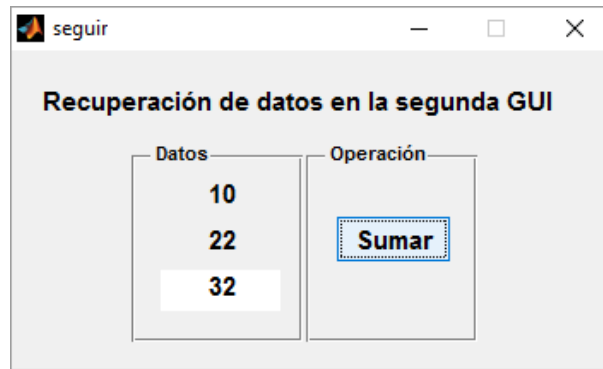 seguir
Recuperación de datos en la segunda GUI
Datos
10
22
32
Operación
Sumar